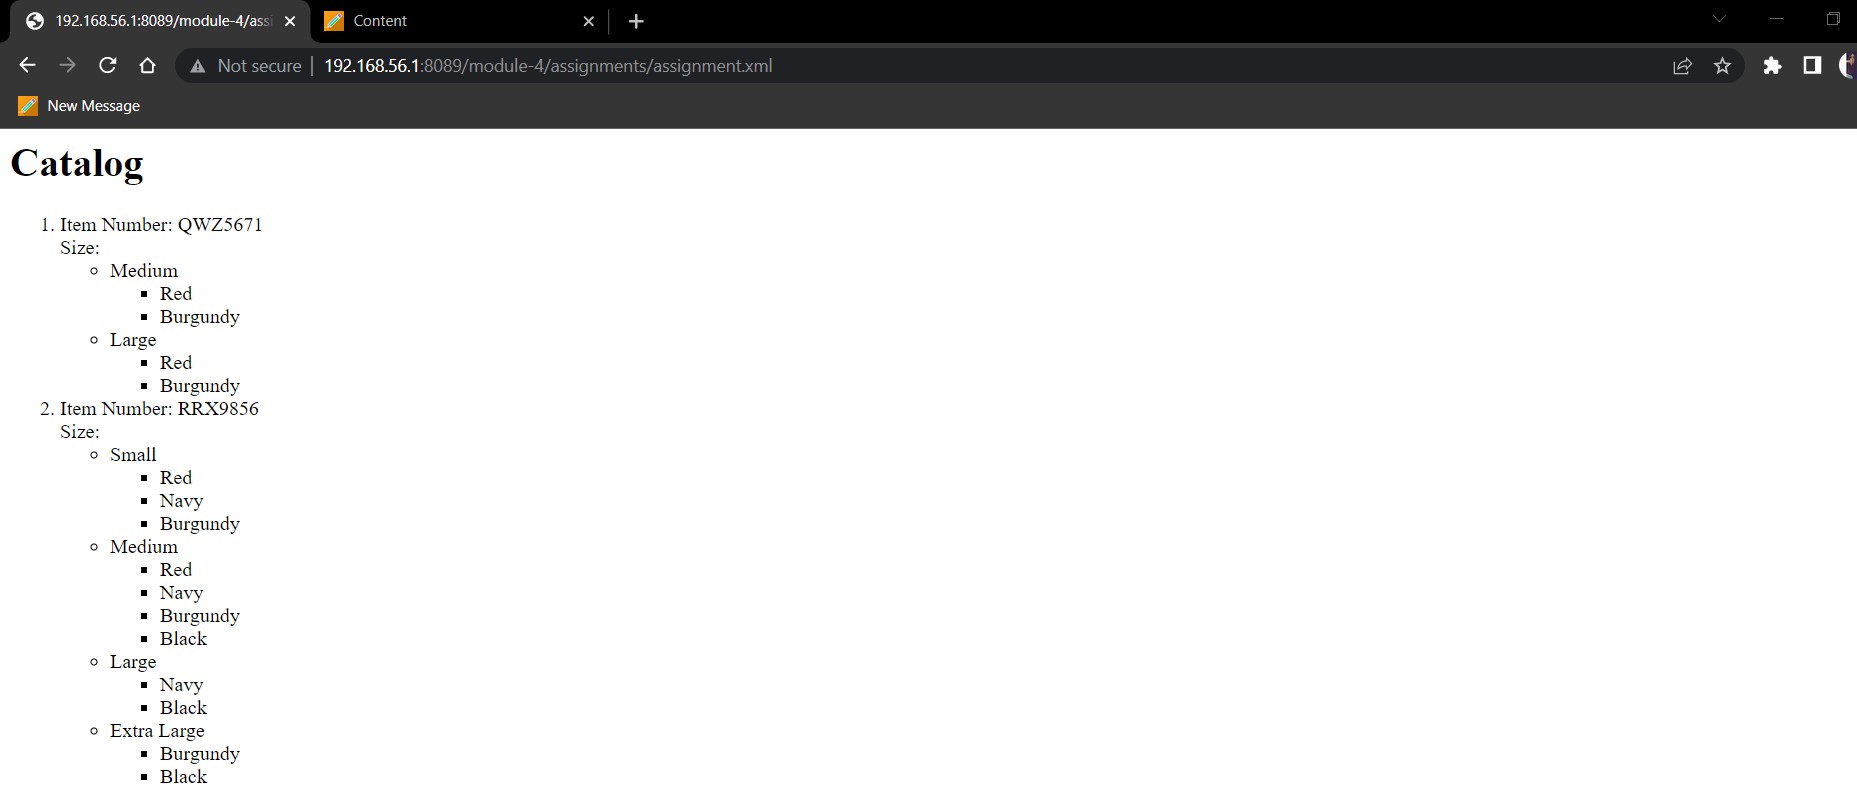 192.168.56.1:8089/module-4/assi
Content
Not secure
192.168.56.1:8089/module-4/assignments/assignment.xml
New Message
Catalog
1. Item Number: QWZ5671
Size:
Medium
Red
Burgundy
Large
Red
Burgundy
2. Item Number: RRX9856
Size:
Small
Red
Navy
Burgundy
Medium
Red
Navy
Burgundy
Black
Large
Navy
Black
Extra Large
Burgundy
Black